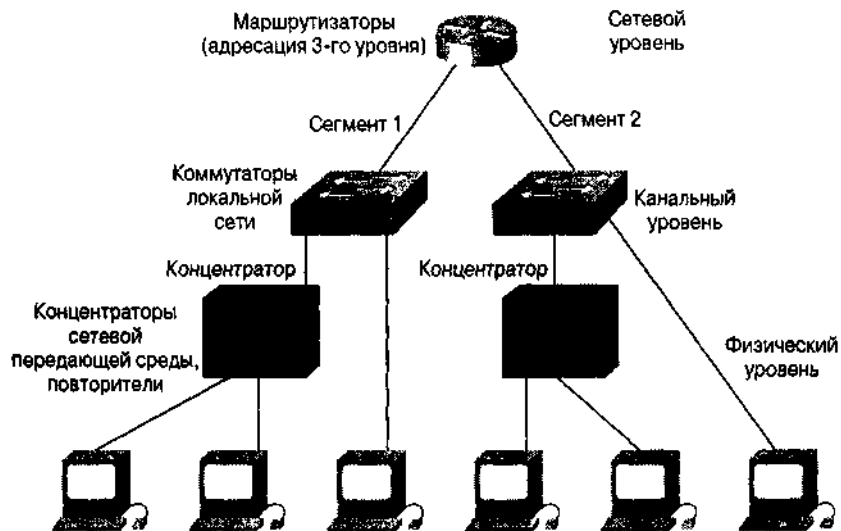 Маршрутизаторы
(адресация 3-го уровня)
Сетевой
уровень
Сегмент 1
Сегмент 2
Коммутаторы
локальной
сети
Канальный
уровень
Концентратор
Концентратор
Концентраторы
сетевой
передающей среды,
повторители
Физический
уровень